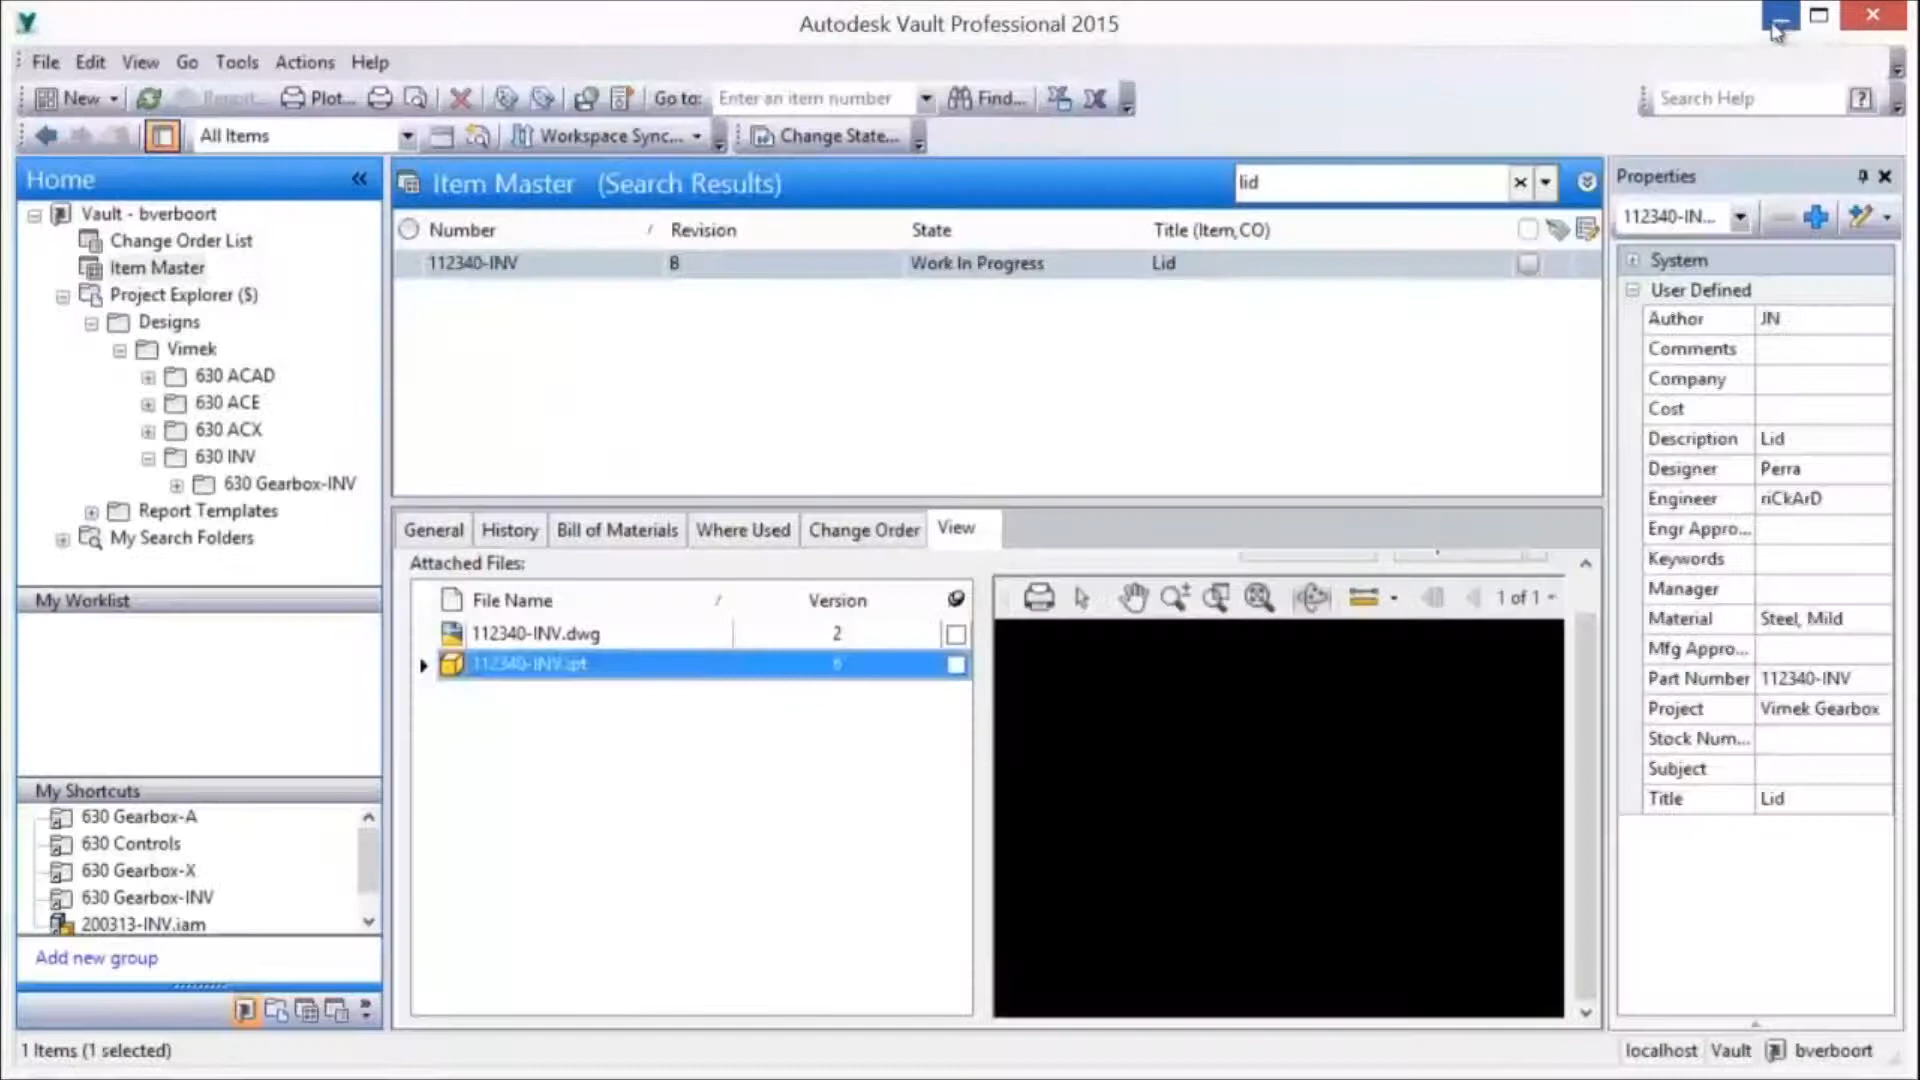 Autodesk Vault Professional 2015
File Edit View Go Tools Actions Help
New Report... Plot... Go to: Enter an item number Find... Search Help
All Items Workspace Sync... Change State...
Home
Vault - bverboort
Change Order List
Item Master
Project Explorer ($)
Designs
Vimek
630 ACAD
630 ACE
630 ACX
630 INV
630 Gearbox-INV
Report Templates
My Search Folders
My Worklist
My Shortcuts
630 Gearbox-A
630 Controls
630 Gearbox-X
630 Gearbox-INV
200313-INV.iam
Add new group
Item Master (Search Results) lid
Number Revision State Title (Item,CO)
112340-INV B Work In Progress Lid
General History Bill of Materials Where Used Change Order View
Attached Files:
File Name Version
112340-INV.dwg 2
112340-INV.ipt 6
1 of 1
Properties
112340-IN...
System
User Defined
Author JN
Comments
Company
Cost
Description Lid
Designer Perra
Engineer riCkArD
Engr Appro...
Keywords
Manager
Material Steel, Mild
Mfg Appro...
Part Number 112340-INV
Project Vimek Gearbox
Stock Num...
Subject
Title Lid
1 Items (1 selected)
localhost Vault bverboort